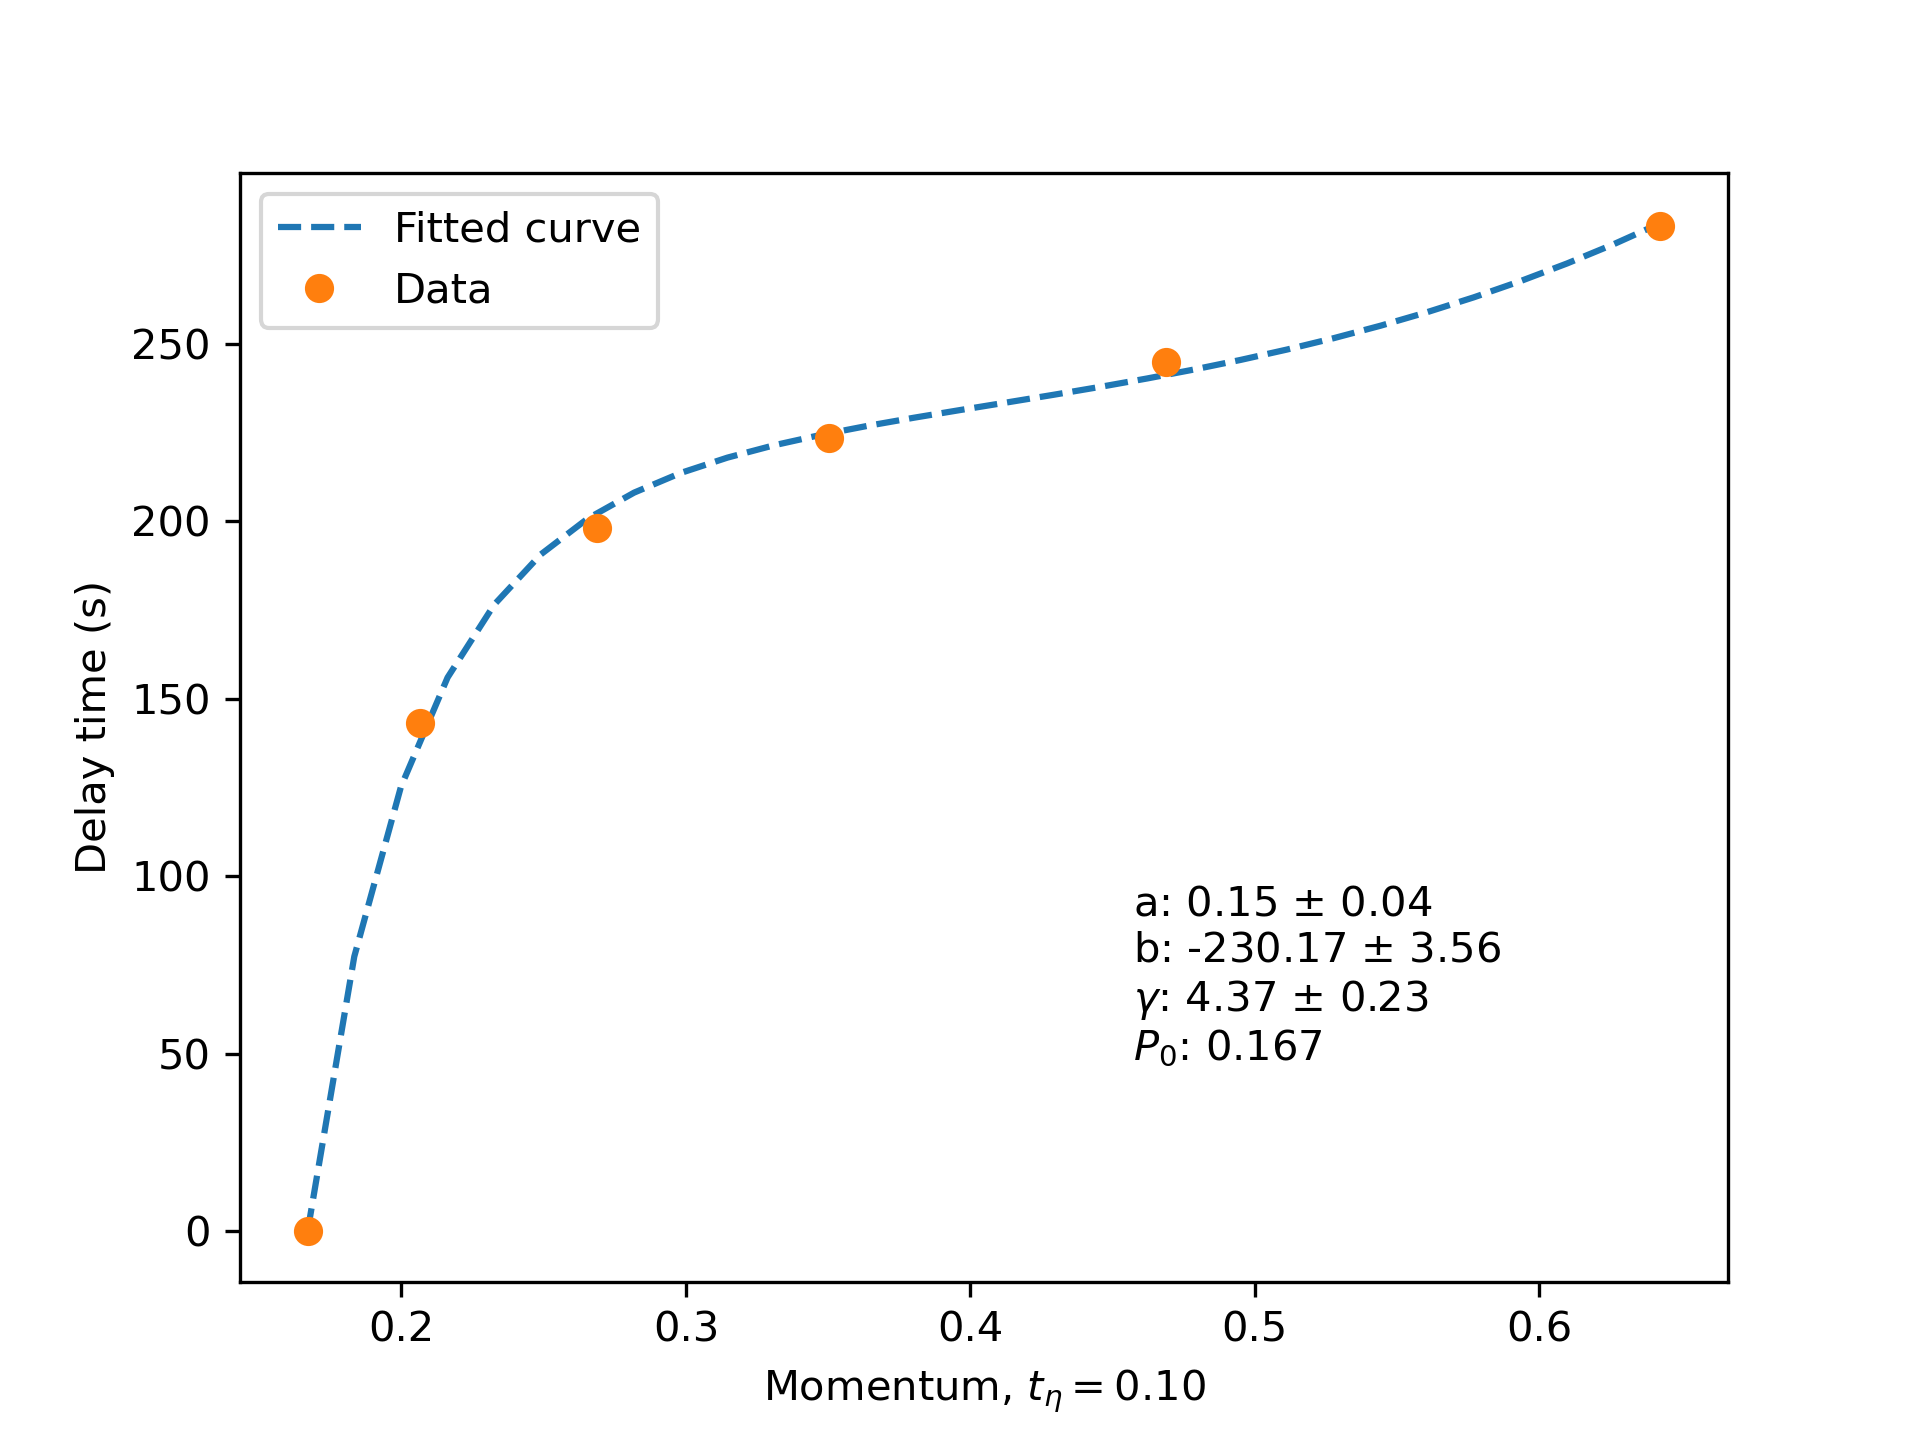 Fitted curve
Data
250
200
150
100
50
0
Delay time (s)
a: 0.15 ± 0.04
b: -230.17 ± 3.56
γ: 4.37 ± 0.23
P₀: 0.167
0.2 0.3 0.4 0.5 0.6
Momentum, tη = 0.10